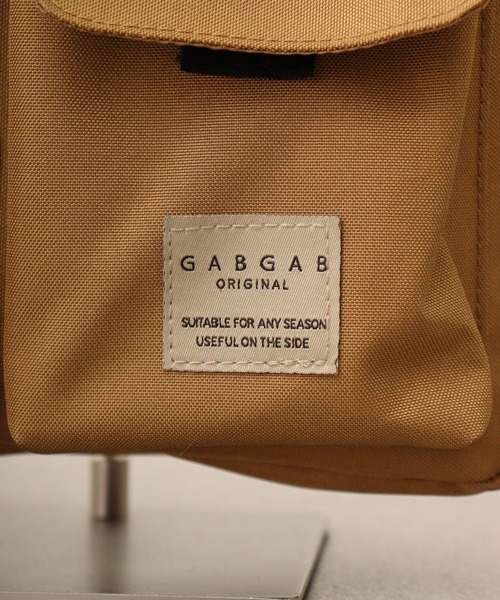 GABGAB
ORIGINAL
SUITABLE FOR ANY SEASON
USEFUL ON THE SIDE